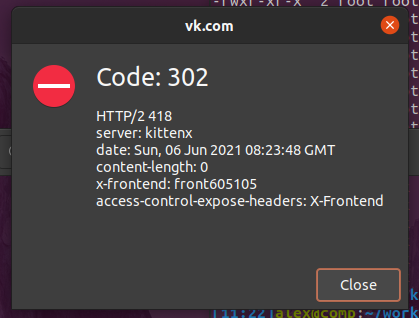 -rwxr-xr-x 2 root root
vk.com
Code: 302
HTTP/2 418
server: kittenx
date: Sun, 06 Jun 2021 08:23:48 GMT
content-length: 0
x-frontend: front605105
access-control-expose-headers: X-Frontend
Close
[11:22]alex@comp:~/work